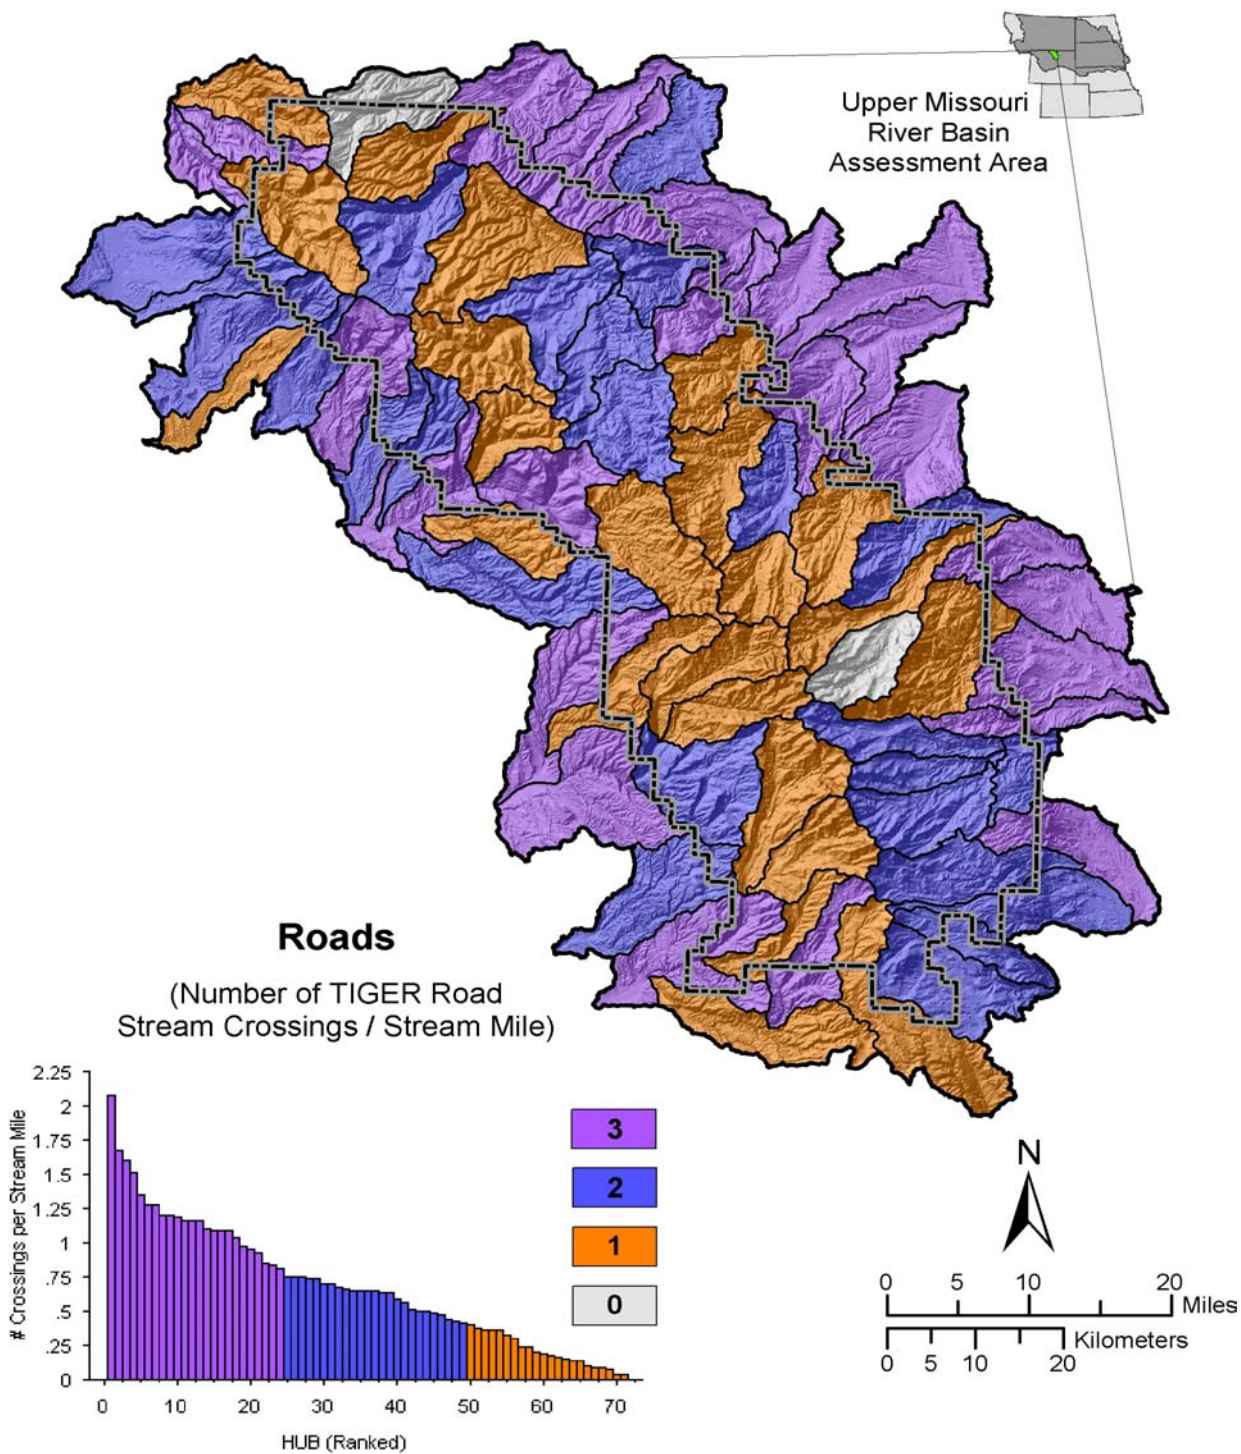 Upper Missouri
River Basin
Assessment Area
Roads
(Number of TIGER Road
Stream Crossings / Stream Mile)
# Crossings per Stream Mile
2.25
2
1.75
1.5
1.25
1
.75
.5
.25
0
0 10 20 30 40 50 60 70
HUB (Ranked)
3
2
1
0
N
0 5 10 20
Miles
Kilometers
0 5 10 20